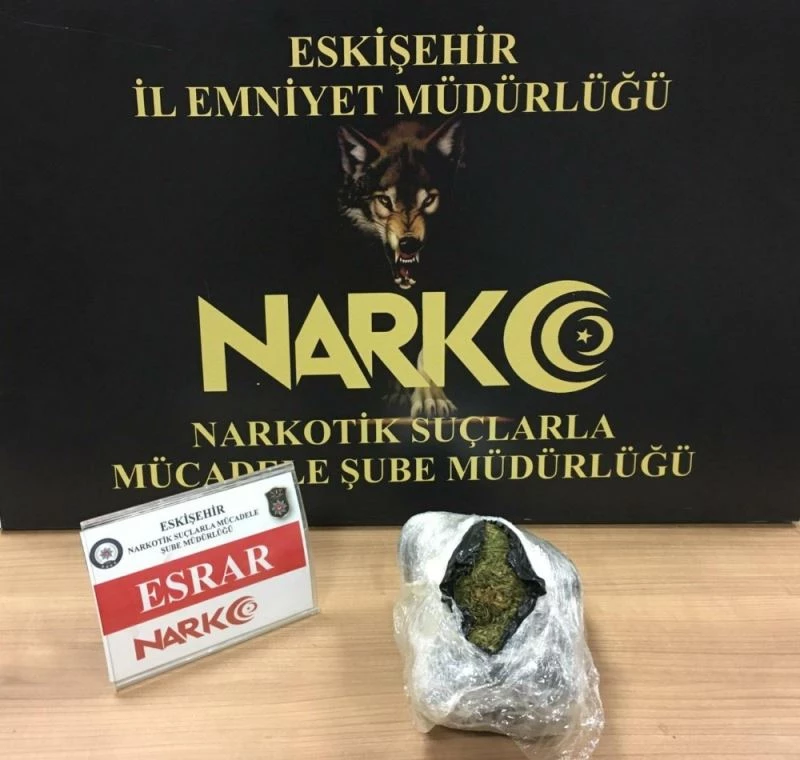 ESKİŞEHİR
İL EMNİYET MÜDÜRLÜĞÜ
NARKO
NARKOTİK SUÇLARLA
MÜCADELE ŞUBE MÜDÜRLÜĞÜ
ESKİŞEHİR
NARKOTİK SUÇLARLA MÜCADELE
ŞUBE MÜDÜRLÜĞÜ
ESRAR
NARKO